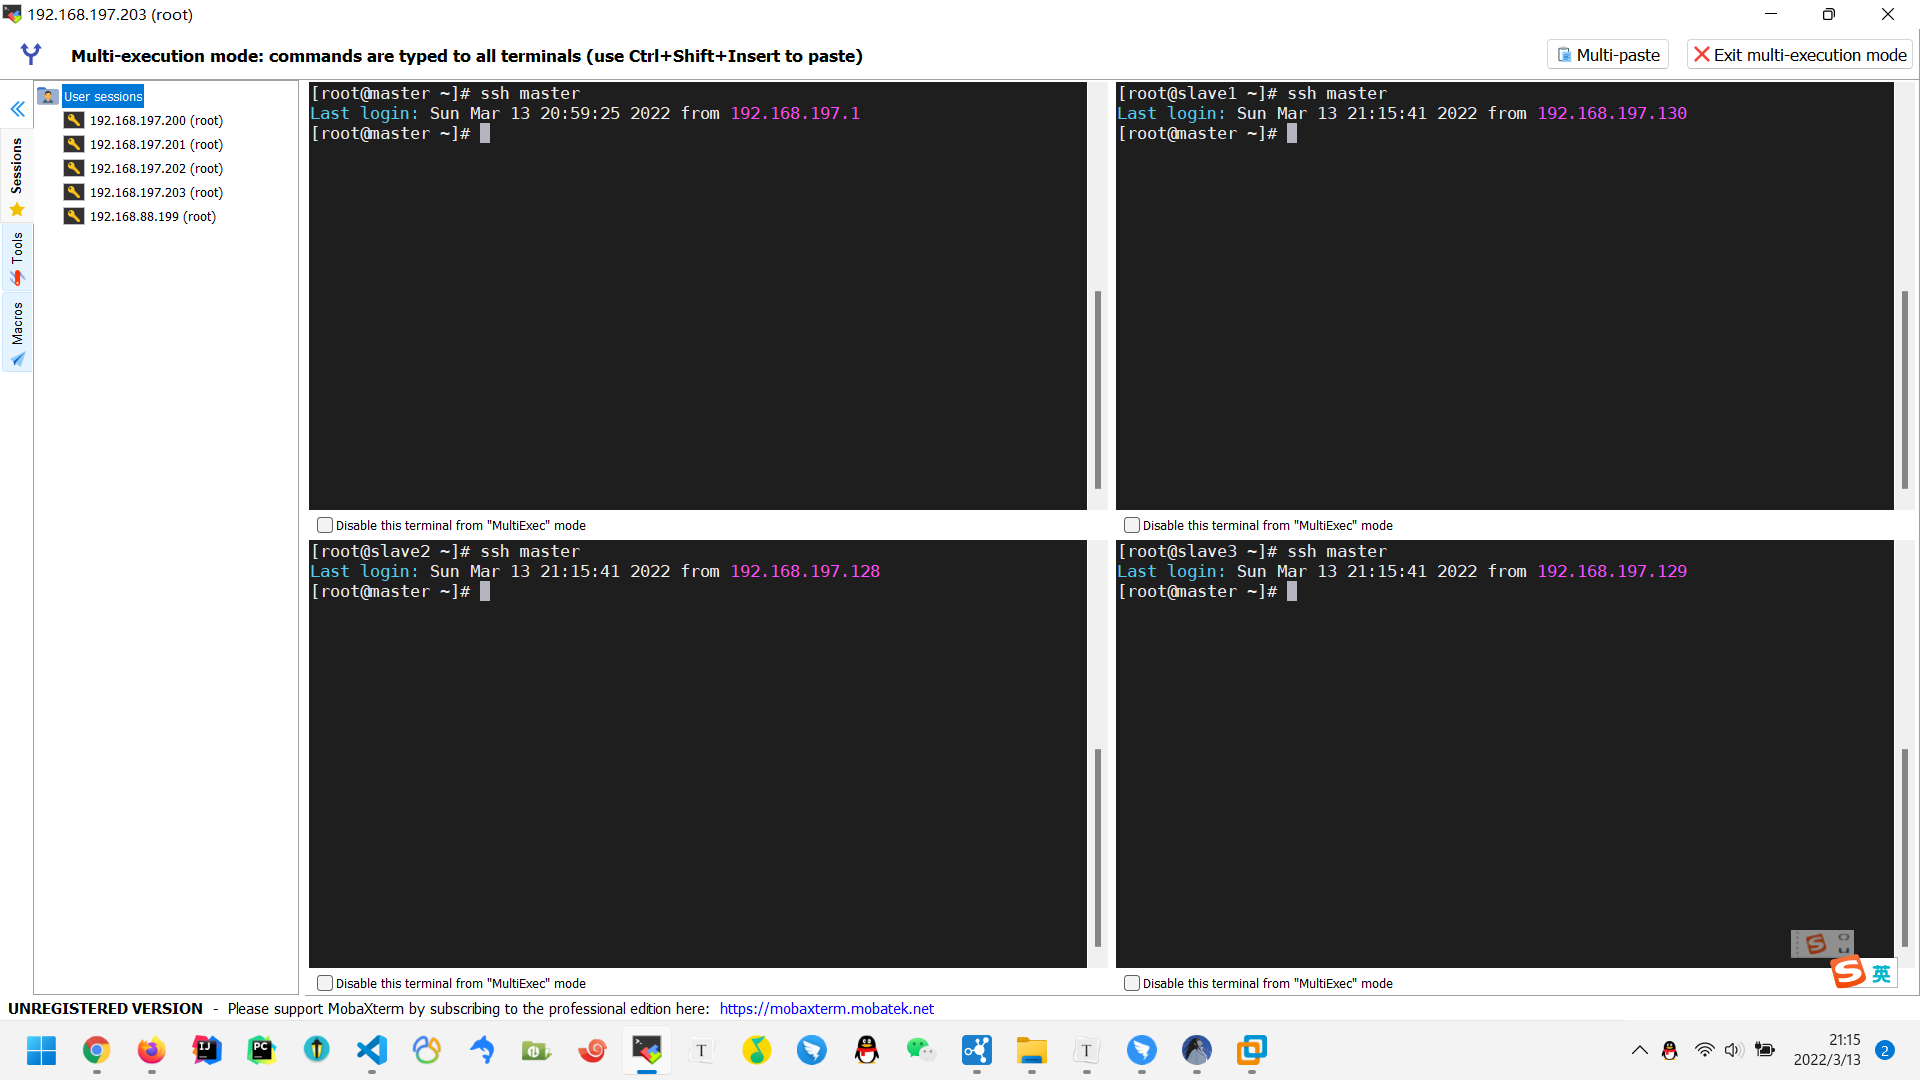 192.168.197.203 (root)
Multi-execution mode: commands are typed to all terminals (use Ctrl+Shift+Insert to paste)
Multi-paste
Exit multi-execution mode
User sessions
192.168.197.200 (root)
192.168.197.201 (root)
192.168.197.202 (root)
192.168.197.203 (root)
192.168.88.199 (root)
Sessions
Tools
Macros
[root@master ~]# ssh master
Last login: Sun Mar 13 20:59:25 2022 from 192.168.197.1
[root@master ~]#
Disable this terminal from "MultiExec" mode
[root@slave1 ~]# ssh master
Last login: Sun Mar 13 21:15:41 2022 from 192.168.197.130
[root@master ~]#
Disable this terminal from "MultiExec" mode
[root@slave2 ~]# ssh master
Last login: Sun Mar 13 21:15:41 2022 from 192.168.197.128
[root@master ~]#
Disable this terminal from "MultiExec" mode
[root@slave3 ~]# ssh master
Last login: Sun Mar 13 21:15:41 2022 from 192.168.197.129
[root@master ~]#
Disable this terminal from "MultiExec" mode
S 英
UNREGISTERED VERSION - Please support MobaXterm by subscribing to the professional edition here: https://mobaxterm.mobatek.net
IJ
PC
T
T
21:15
2022/3/13
2